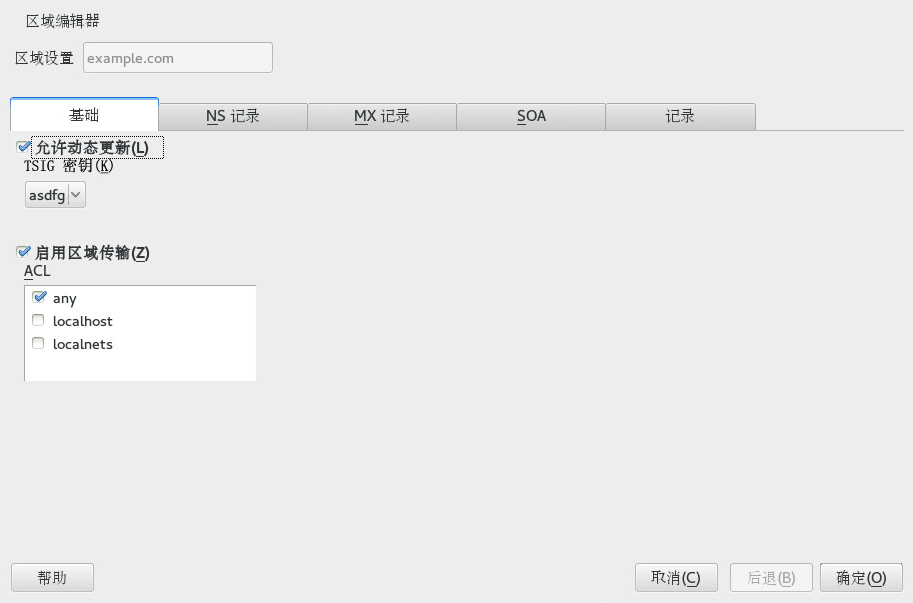 区域编辑器
区域设置 example.com
基础 NS 记录 MX 记录 SOA 记录
允许动态更新(L)
TSIG 密钥(K)
asdfg
启用区域传输(Z)
ACL
any
localhost
localnets
帮助 取消(C) 后退(B) 确定(O)